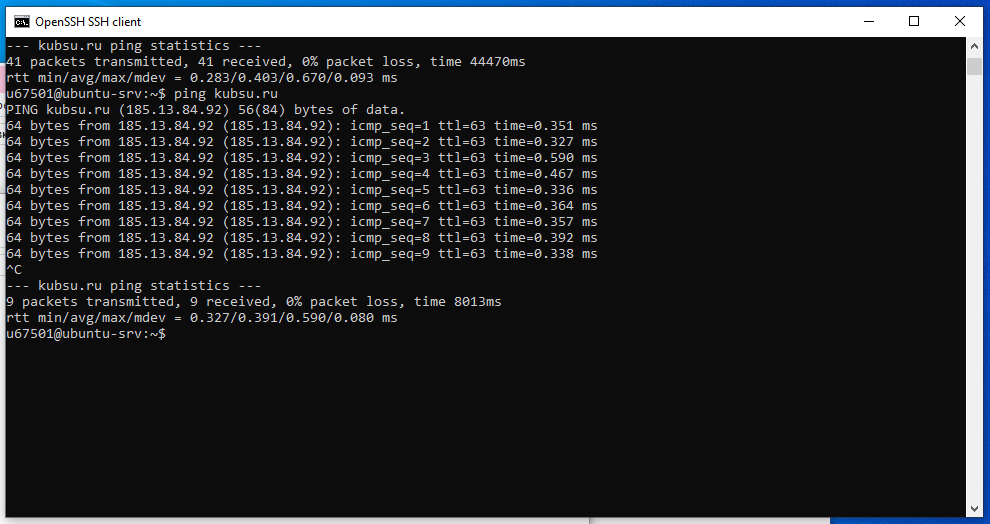 OpenSSH SSH client
--- kubsu.ru ping statistics ---
41 packets transmitted, 41 received, 0% packet loss, time 44470ms
rtt min/avg/max/mdev = 0.283/0.403/0.670/0.093 ms
u67501@ubuntu-srv:~$ ping kubsu.ru
PING kubsu.ru (185.13.84.92) 56(84) bytes of data.
64 bytes from 185.13.84.92 (185.13.84.92): icmp_seq=1 ttl=63 time=0.351 ms
64 bytes from 185.13.84.92 (185.13.84.92): icmp_seq=2 ttl=63 time=0.327 ms
64 bytes from 185.13.84.92 (185.13.84.92): icmp_seq=3 ttl=63 time=0.590 ms
64 bytes from 185.13.84.92 (185.13.84.92): icmp_seq=4 ttl=63 time=0.467 ms
64 bytes from 185.13.84.92 (185.13.84.92): icmp_seq=5 ttl=63 time=0.336 ms
64 bytes from 185.13.84.92 (185.13.84.92): icmp_seq=6 ttl=63 time=0.364 ms
64 bytes from 185.13.84.92 (185.13.84.92): icmp_seq=7 ttl=63 time=0.357 ms
64 bytes from 185.13.84.92 (185.13.84.92): icmp_seq=8 ttl=63 time=0.392 ms
64 bytes from 185.13.84.92 (185.13.84.92): icmp_seq=9 ttl=63 time=0.338 ms
^C
--- kubsu.ru ping statistics ---
9 packets transmitted, 9 received, 0% packet loss, time 8013ms
rtt min/avg/max/mdev = 0.327/0.391/0.590/0.080 ms
u67501@ubuntu-srv:~$